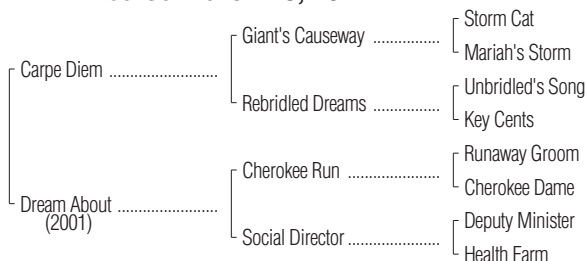 Giant's Causeway ................ Storm Cat
Mariah's Storm
Carpe Diem ........................
Rebridled Dreams ............... Unbridled's Song
Key Cents
Cherokee Run ..................... Runaway Groom
Cherokee Dame
Dream About ......................
(2001)
Social Director .................... Deputy Minister
Health Farm